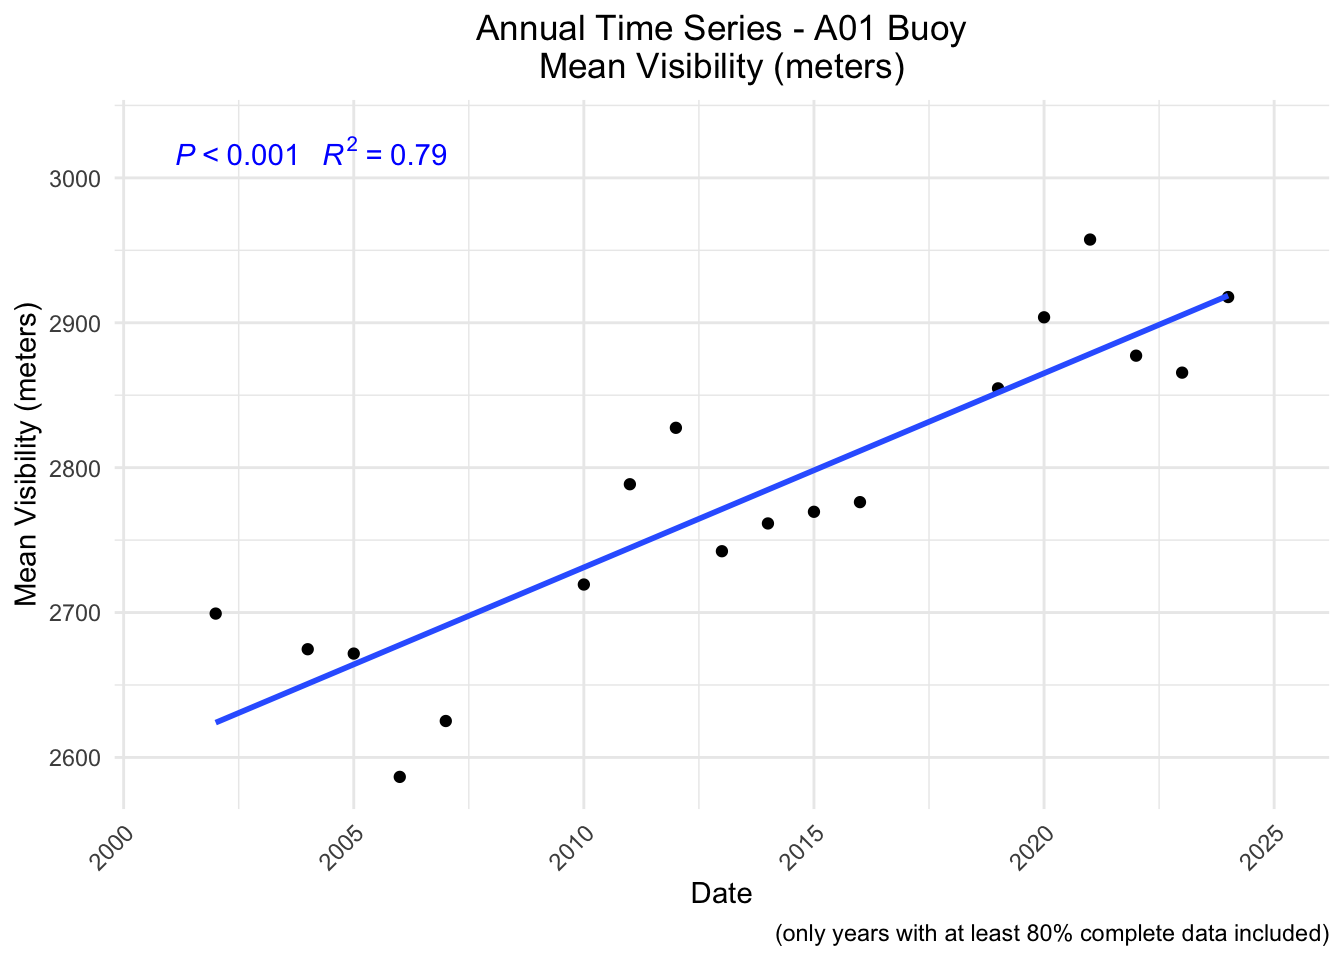 Annual Time Series - A01 Buoy
Mean Visibility (meters)
P < 0.001 R² = 0.79
Mean Visibility (meters)
3000
2900
2800
2700
2600
2000
2005
2010
2015
2020
2025
Date
(only years with at least 80% complete data included)